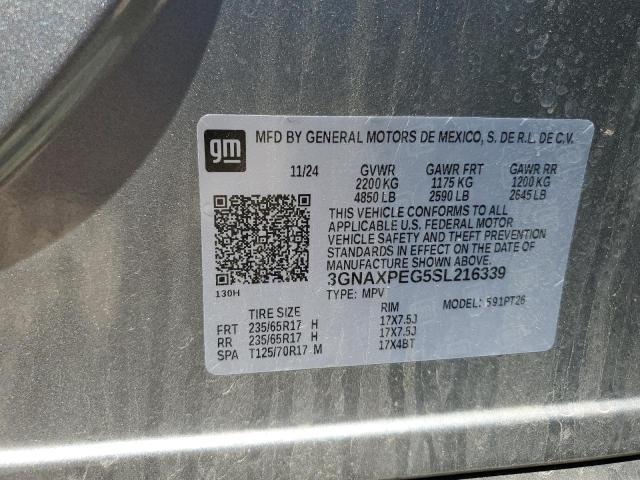 gm
MFD BY GENERAL MOTORS DE MEXICO, S. DE R.L. DE C.V.
11/24 GVWR GAWR FRT GAWR RR
2200 KG 1175 KG 1200 KG
4850 LB 2590 LB 2645 LB
THIS VEHICLE CONFORMS TO ALL
APPLICABLE U.S. FEDERAL MOTOR
VEHICLE SAFETY AND THEFT PREVENTION
STANDARDS IN EFFECT ON THE DATE OF
MANUFACTURE SHOWN ABOVE.
3GNAXPEG5SL216339
130H
TYPE: MPV MODEL: 591PT26
TIRE SIZE RIM
FRT 235/65R17 H 17X7.5J
RR 235/65R17 H 17X7.5J
SPA T125/70R17 M 17X4BT